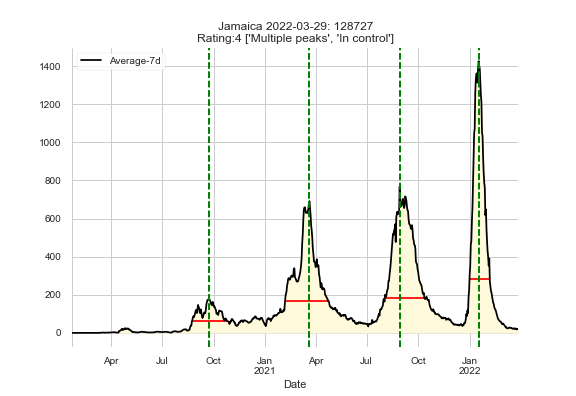 Jamaica 2022-03-29: 128727
Rating:4 ['Multiple peaks', 'In control']
Average-7d
1400
1200
1000
800
600
400
200
0
Apr Jul Oct Jan Apr Jul Oct Jan
2021 2022
Date